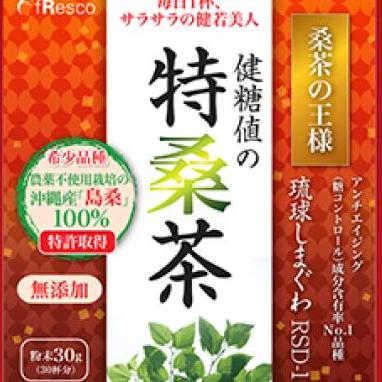 fResco
毎日1杯、
サラサラの健若美人
桑茶の王様
健糖値の
特桑茶
希少品種
農薬不使用栽培の
沖縄産「島桑」
100%
特許取得
無添加
アンチエイジング
(糖コントロール)成分含有率
No.1
品種
琉球しまぐわ RSD-1
粉末30g
(30杯分)